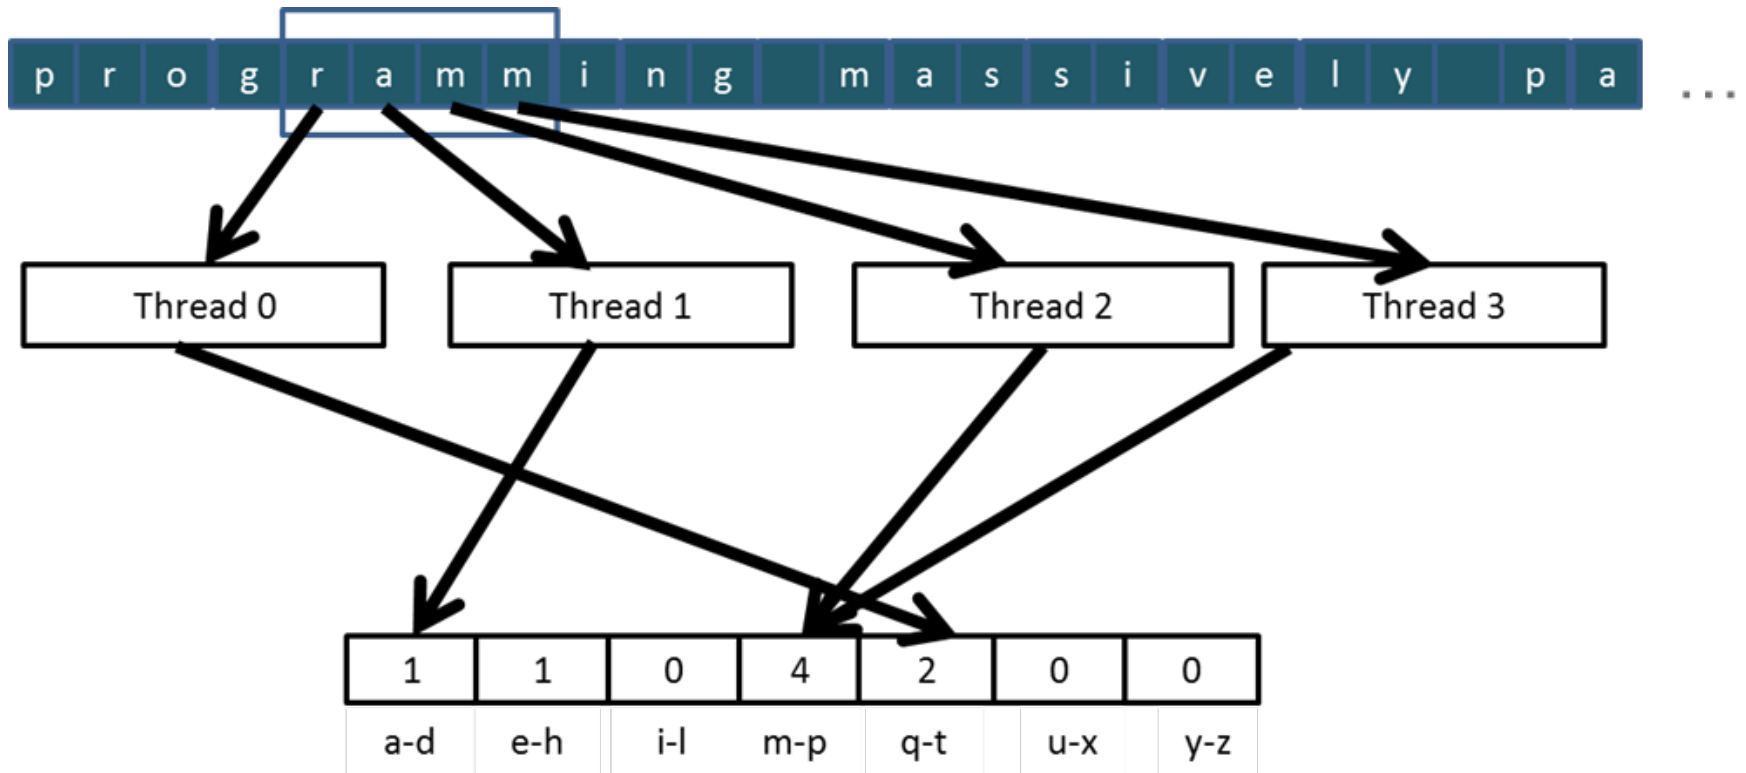 p r o g r a m m i n g m a s s i v e l y p a ...
Thread 0 Thread 1 Thread 2 Thread 3
1 1 0 4 2 0 0
a-d e-h i-l m-p q-t u-x y-z